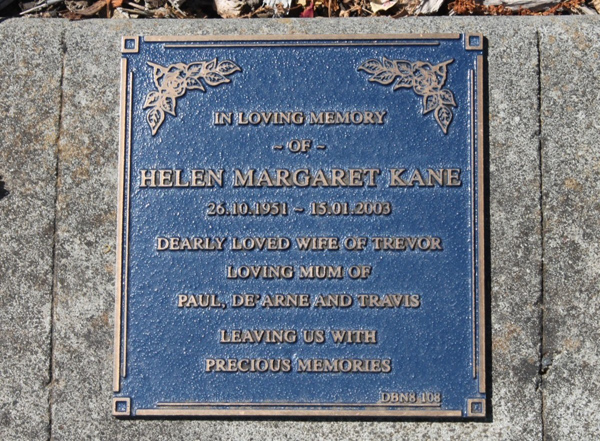 IN LOVING MEMORY
~ OF ~
HELEN MARGARET KANE
26.10.1951 ~ 15.01.2003
DEARLY LOVED WIFE OF TREVOR
LOVING MUM OF
PAUL, DE'ARNE AND TRAVIS
LEAVING US WITH
PRECIOUS MEMORIES
DBN8 108